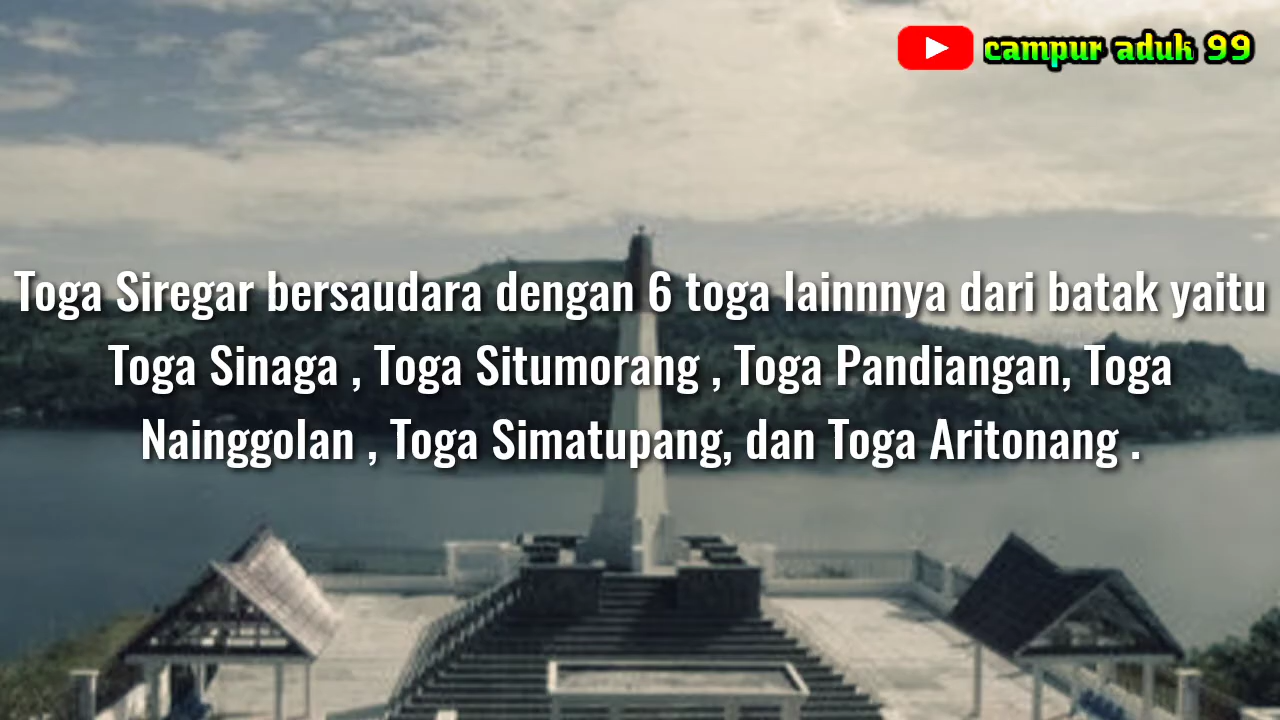 campur aduk 99
Toga Siregar bersaudara dengan 6 toga lainnnya dari batak yaitu
Toga Sinaga , Toga Situmorang , Toga Pandiangan, Toga
Nainggolan , Toga Simatupang, dan Toga Aritonang .